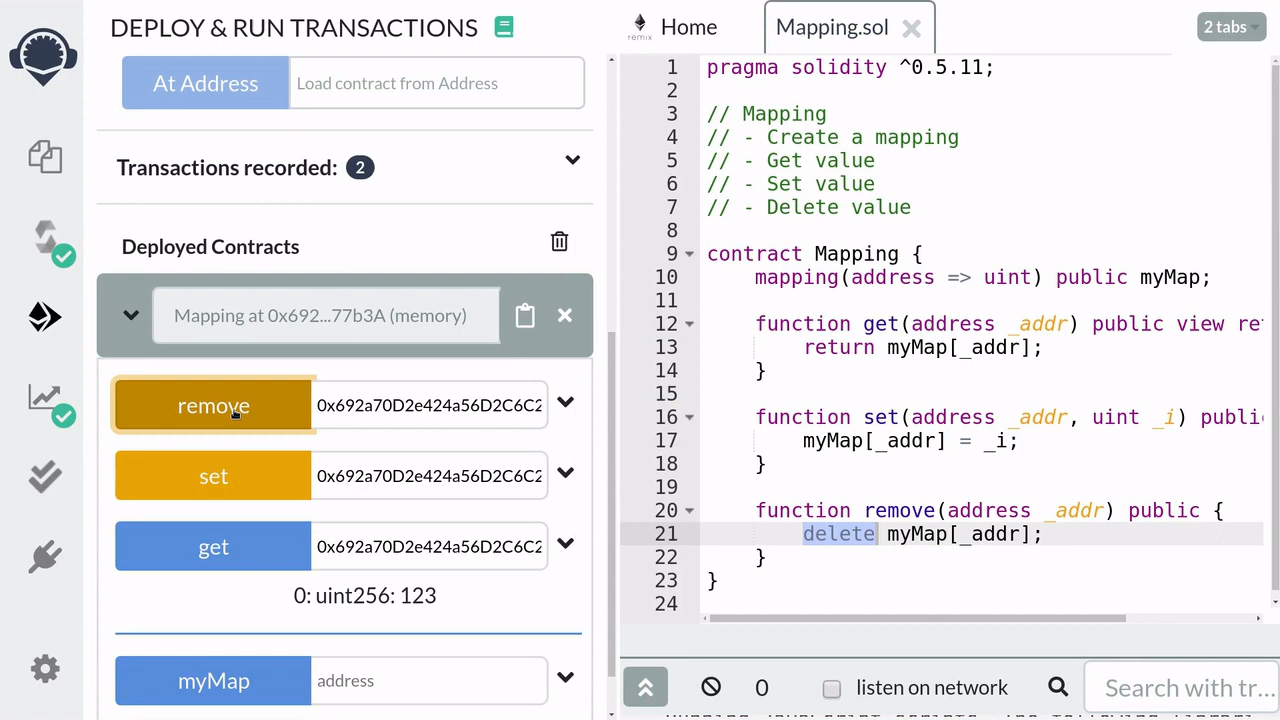 DEPLOY & RUN TRANSACTIONS
At Address
Load contract from Address
Transactions recorded: 2
Deployed Contracts
Mapping at 0x692...77b3A (memory)
remove
0x692a70D2e424a56D2C6C2
set
0x692a70D2e424a56D2C6C2
get
0x692a70D2e424a56D2C6C2
0: uint256: 123
myMap
address
remix
Home
Mapping.sol
2 tabs
1 pragma solidity ^0.5.11;
2
3 // Mapping
4 // - Create a mapping
5 // - Get value
6 // - Set value
7 // - Delete value
8
9 contract Mapping {
10 mapping(address => uint) public myMap;
11
12 function get(address _addr) public view re
13 return myMap[_addr];
14 }
15
16 function set(address _addr, uint _i) publi
17 myMap[_addr] = _i;
18 }
19
20 function remove(address _addr) public {
21 delete myMap[_addr];
22 }
23 }
24
0
listen on network
Search with tr...